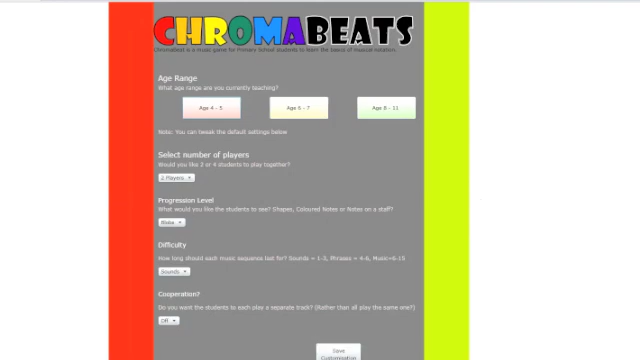 CHROMABEATS
ChromaBeat is a music game for Primary School students to learn the basics of musical notation.
Age Range
What age range are you currently teaching?
Age 4 - 5
Age 6 - 7
Age 8 - 11
Note: You can tweak the default settings below
Select number of players
Would you like 2 or 4 students to play together?
2 Players
Progression Level
What would you like the students to see? Shapes, Coloured Notes or Notes on a staff?
Difficulty
How long should each music sequence last for? Sounds = 1-3, Phrases = 4-6, Music=6-15
Sounds
Cooperation?
Do you want the students to each play a separate track? (Rather than all play the same one?)
Off
Save
Customisation